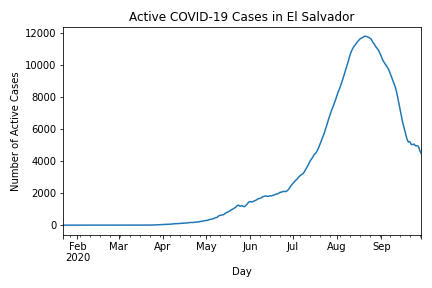 Active COVID-19 Cases in El Salvador
Number of Active Cases
12000
10000
8000
6000
4000
2000
0
Feb Mar Apr May Jun Jul Aug Sep
2020
Day